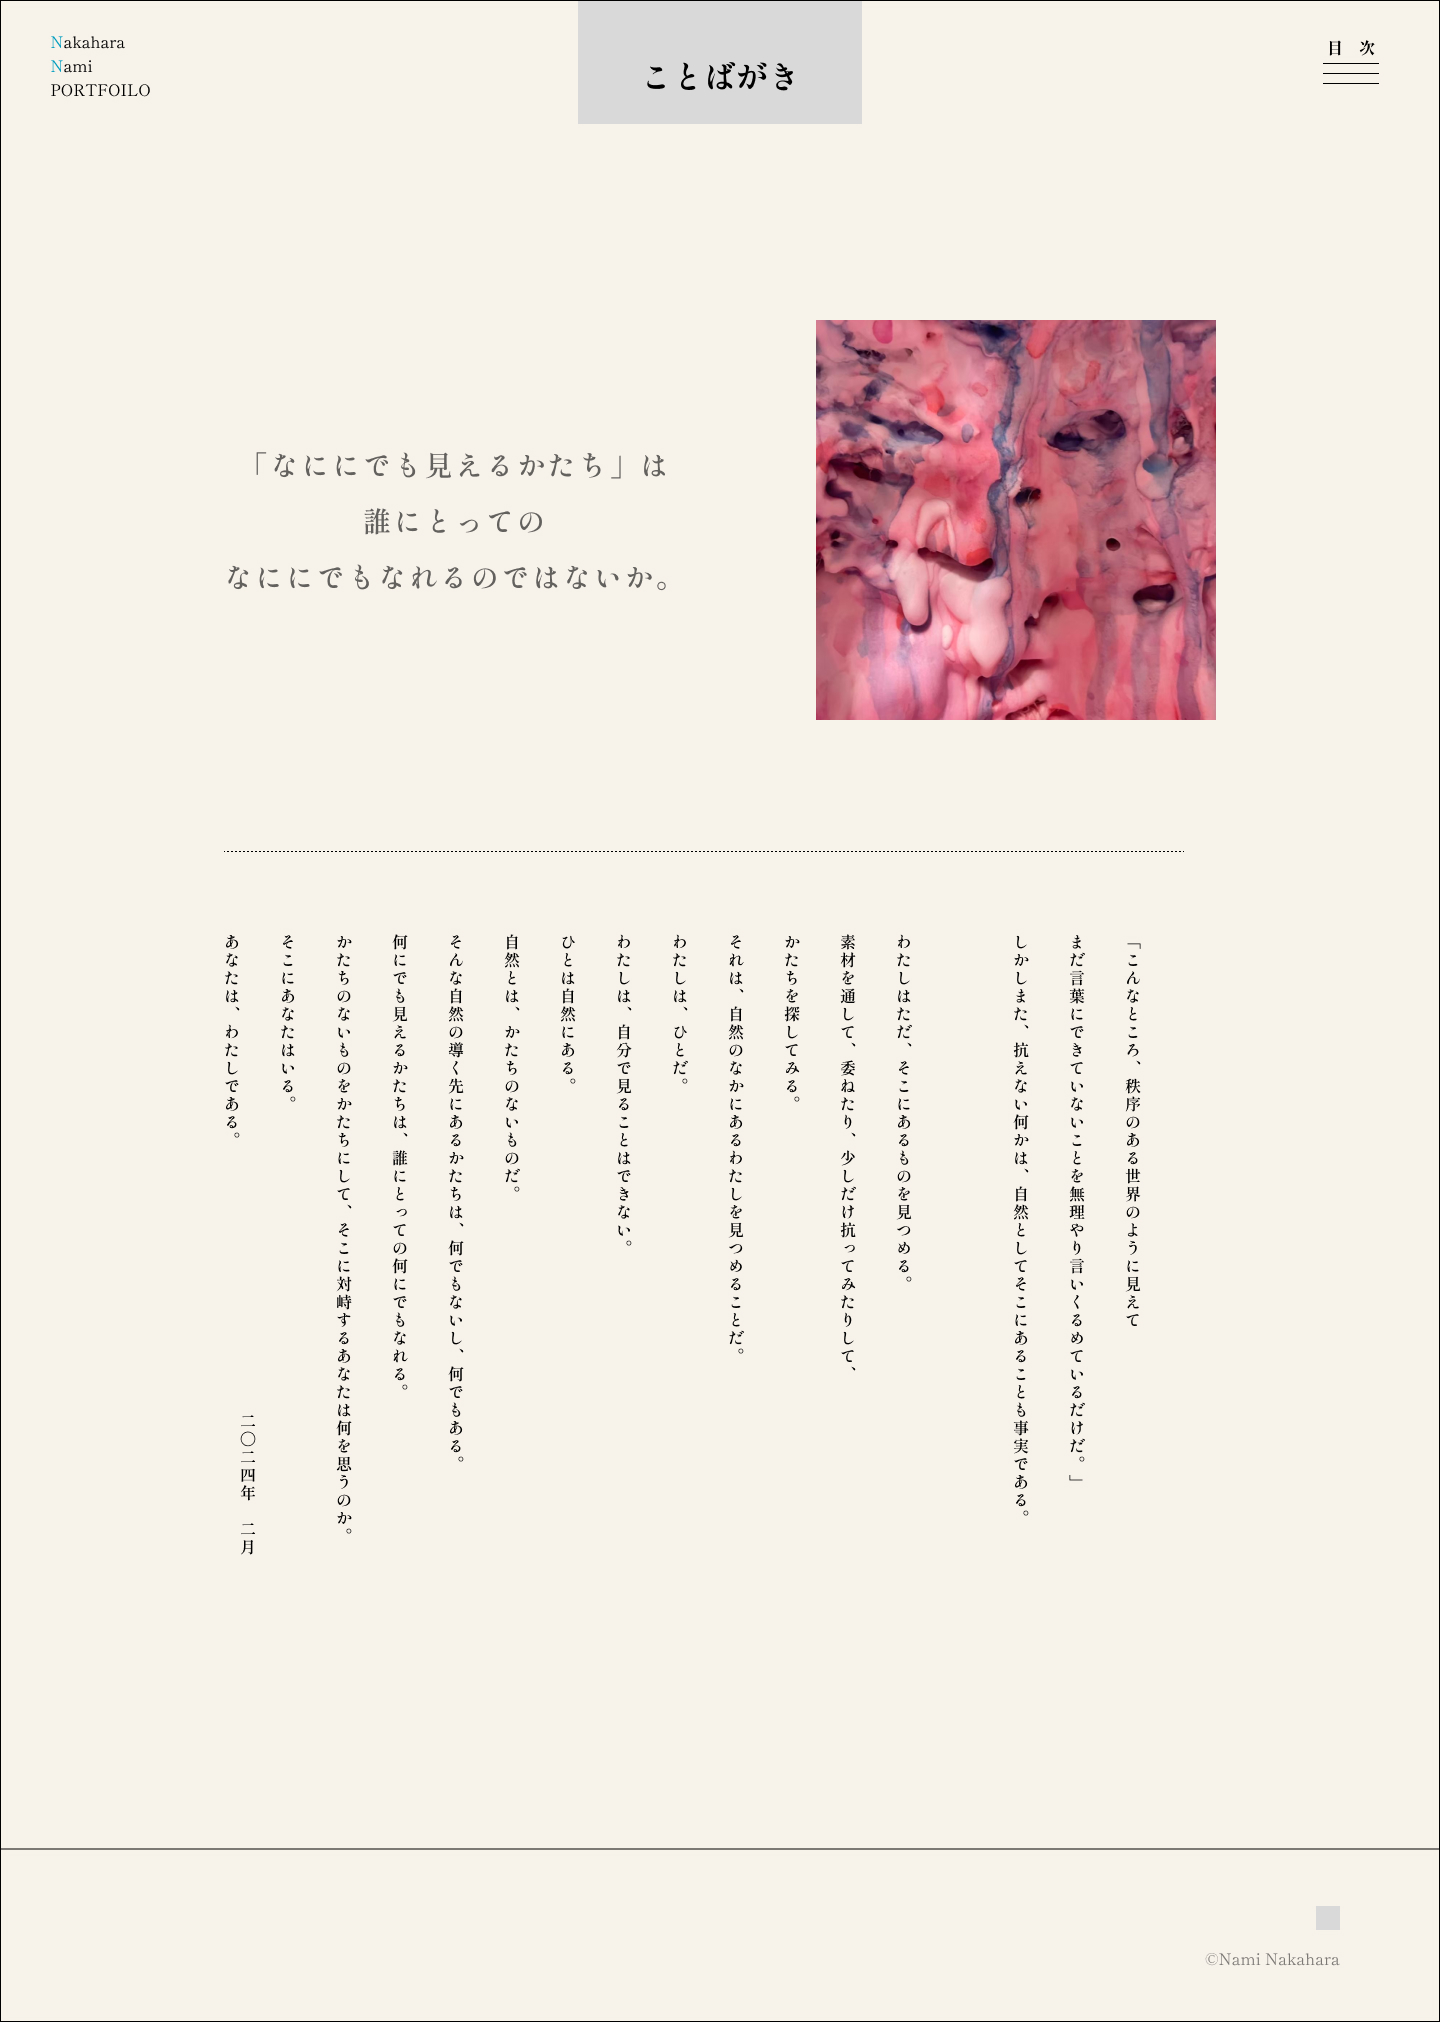 Nakahara
Nami
PORTFOILO
ことばがき
目 次
「なににでも見えるかたち」は
誰にとっての
なににでもなれるのではないか。
「こんなところ、秩序のある世界のように見えて
まだ言葉にできていないことを無理やり言いくるめているだけだ。」
しかしまた、抗えない何かは、自然としてそこにあることも事実である。
わたしはただ、そこにあるものを見つめる。
素材を通して、委ねたり、少しだけ抗ってみたりして、
かたちを探してみる。
それは、自然のなかにあるわたしを見つめることだ。
わたしは、ひとだ。
わたしは、自分で見ることはできない。
ひとは自然にある。
自然とは、かたちのないものだ。
そんな自然の導く先にあるかたちは、何でもないし、何でもある。
何にでも見えるかたちは、誰にとっての何にでもなれる。
かたちのないものをかたちにして、そこに対峙するあなたは何を思うのか。
そこにあなたはいる。
あなたは、わたしである。
二〇二四年　二月
©Nami Nakahara